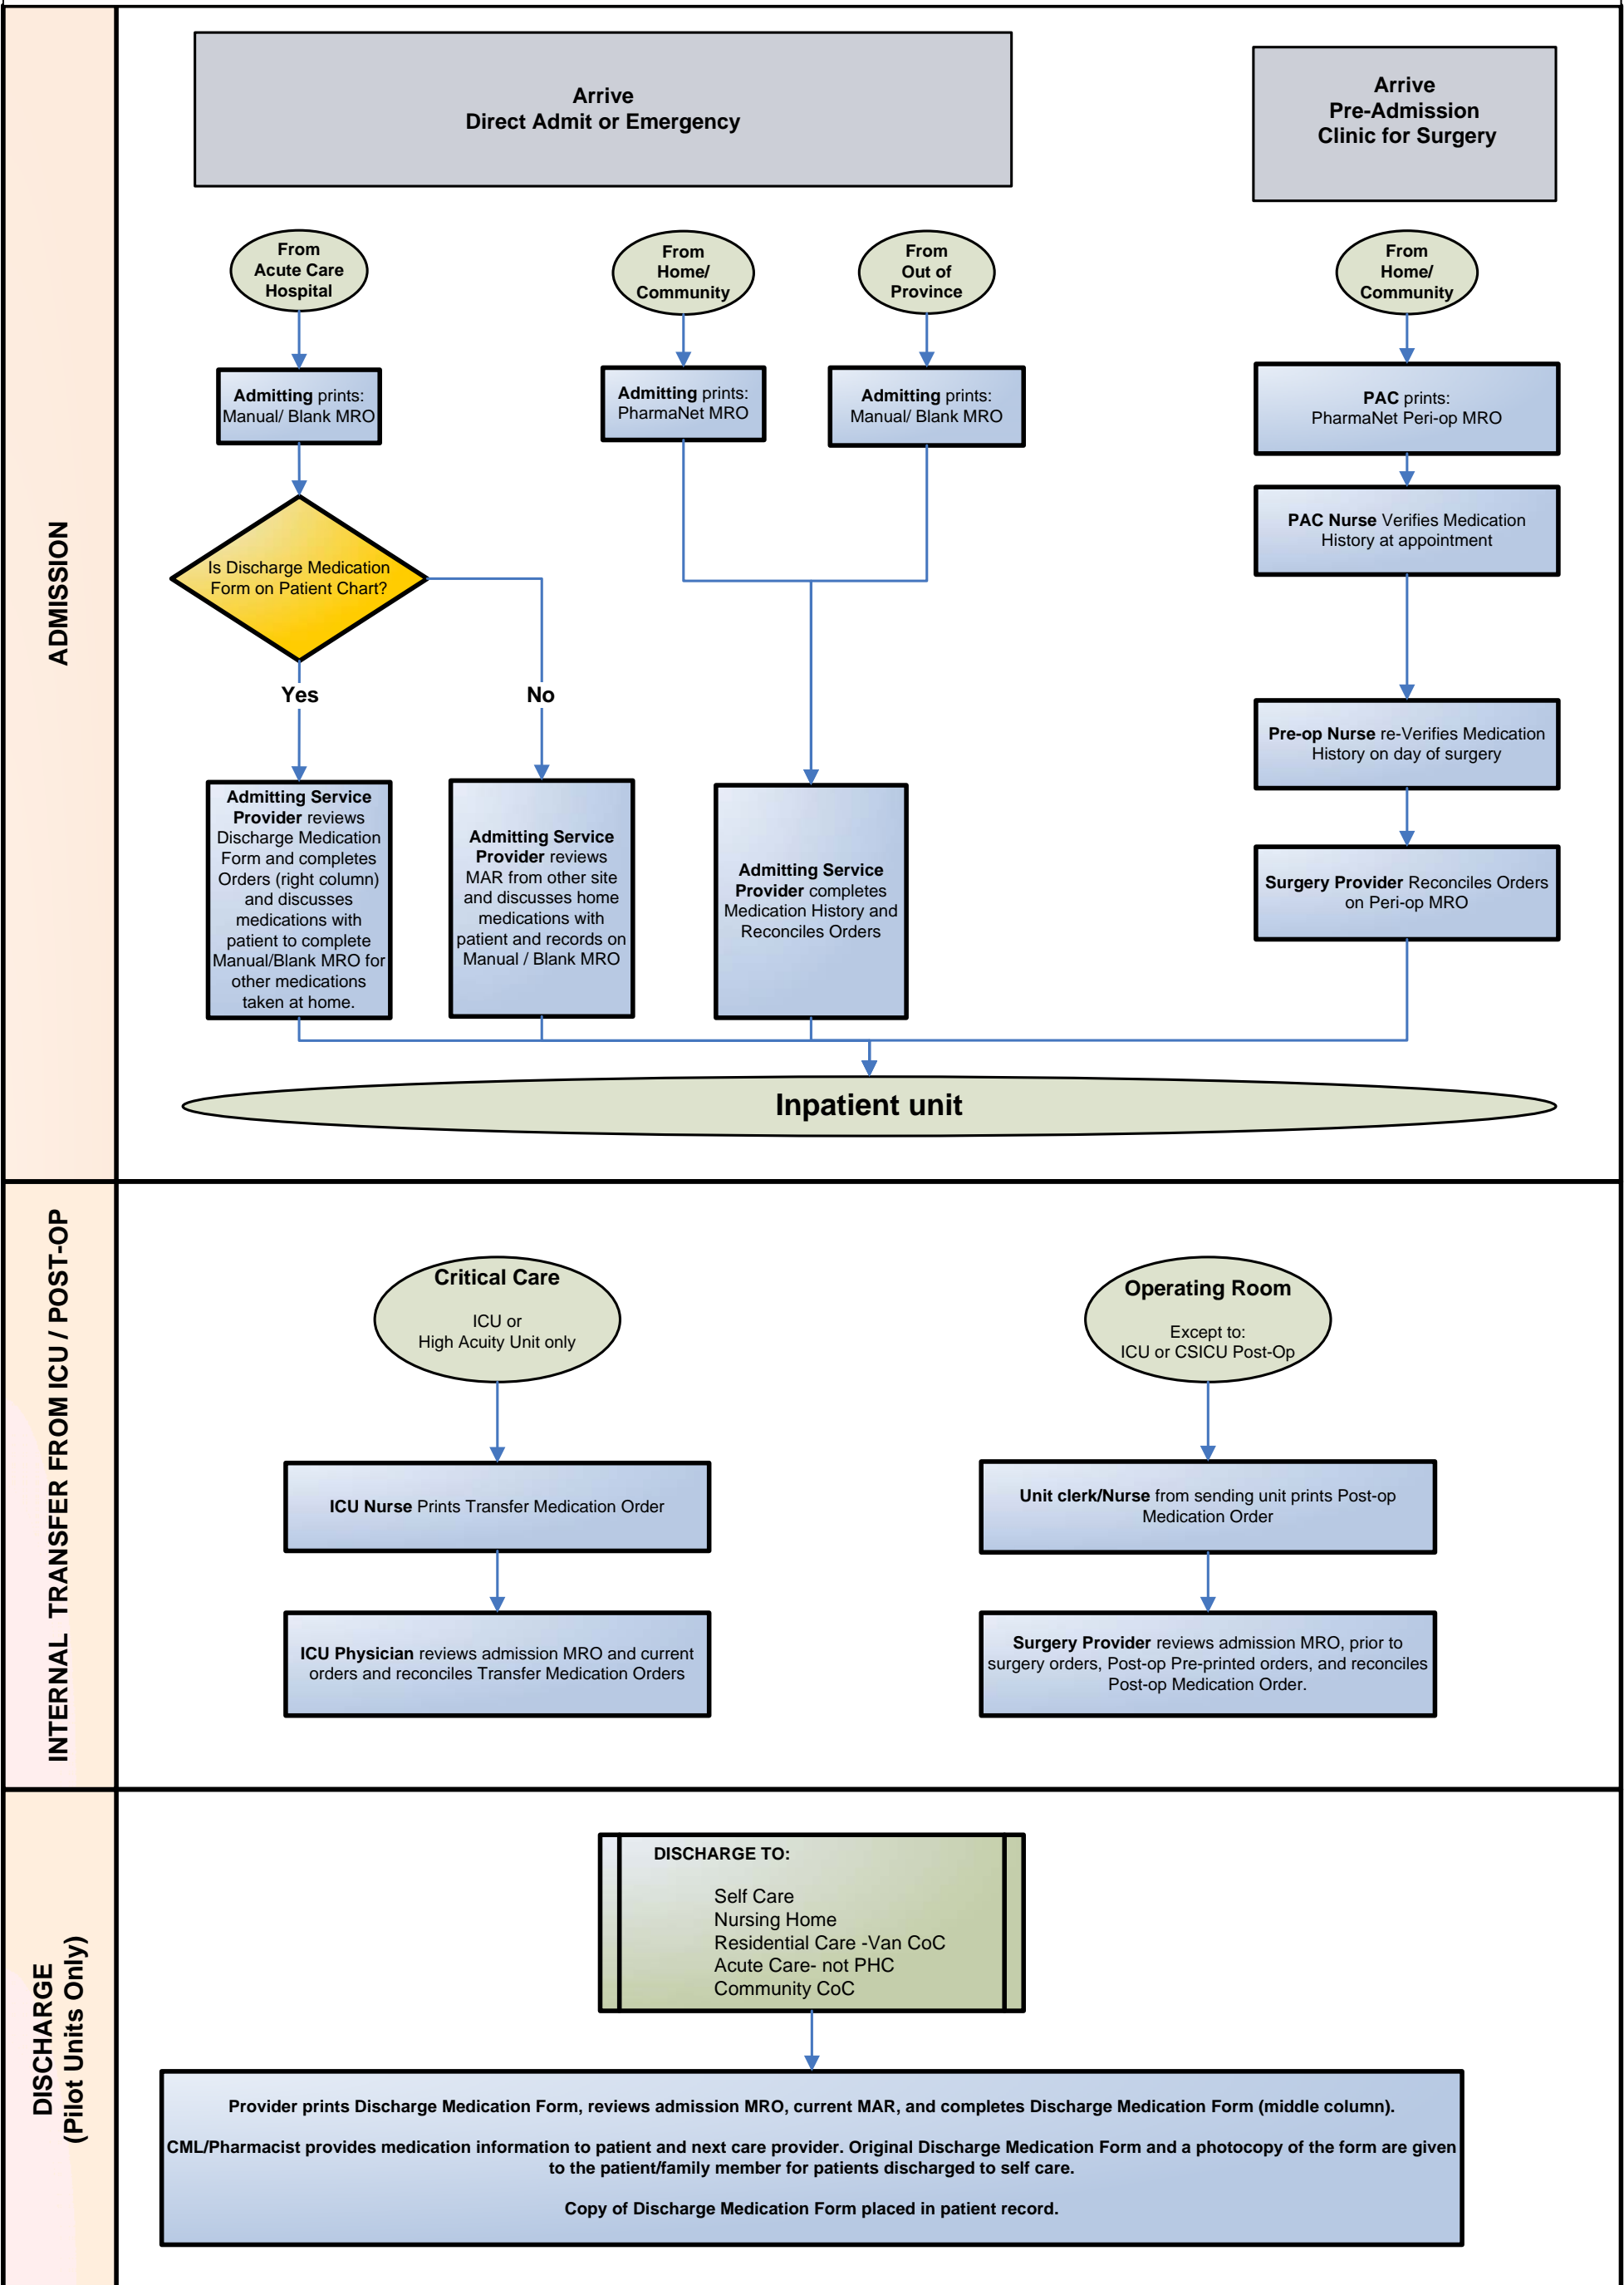 ADMISSION
Arrive
Direct Admit or Emergency
Arrive
Pre-Admission
Clinic for Surgery
From
Acute Care
Hospital
From
Home/
Community
From
Out of
Province
From
Home/
Community
Admitting prints:
Manual/ Blank MRO
Admitting prints:
PharmaNet MRO
Admitting prints:
Manual/ Blank MRO
PAC prints:
PharmaNet Peri-op MRO
PAC Nurse Verifies Medication
History at appointment
Is Discharge Medication
Form on Patient Chart?
Yes
No
Pre-op Nurse re-Verifies Medication
History on day of surgery
Admitting Service
Provider reviews
Discharge Medication
Form and completes
Orders (right column)
and discusses
medications with
patient to complete
Manual/Blank MRO for
other medications
taken at home.
Admitting Service
Provider reviews
MAR from other site
and discusses home
medications with
patient and records on
Manual / Blank MRO
Admitting Service
Provider completes
Medication History and
Reconciles Orders
Surgery Provider Reconciles Orders
on Peri-op MRO
Inpatient unit
INTERNAL TRANSFER FROM ICU / POST-OP
Critical Care
ICU or
High Acuity Unit only
Operating Room
Except to:
ICU or CSICU Post-Op
ICU Nurse Prints Transfer Medication Order
Unit clerk/Nurse from sending unit prints Post-op
Medication Order
ICU Physician reviews admission MRO and current
orders and reconciles Transfer Medication Orders
Surgery Provider reviews admission MRO, prior to
surgery orders, Post-op Pre-printed orders, and reconciles
Post-op Medication Order.
DISCHARGE
(Pilot Units Only)
DISCHARGE TO:
Self Care
Nursing Home
Residential Care -Van CoC
Acute Care- not PHC
Community CoC
Provider prints Discharge Medication Form, reviews admission MRO, current MAR, and completes Discharge Medication Form (middle column).
CML/Pharmacist provides medication information to patient and next care provider. Original Discharge Medication Form and a photocopy of the form are given
to the patient/family member for patients discharged to self care.
Copy of Discharge Medication Form placed in patient record.